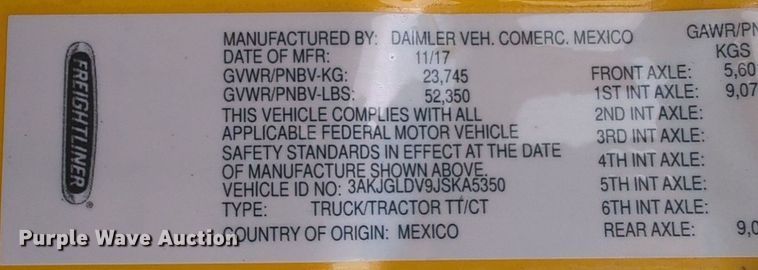 FREIGHTLINER®
MANUFACTURED BY: DAIMLER VEH. COMERC. MEXICO
DATE OF MFR: 11/17
GVWR/PNBV-KG: 23,745
GVWR/PNBV-LBS: 52,350
THIS VEHICLE COMPLIES WITH ALL
APPLICABLE FEDERAL MOTOR VEHICLE
SAFETY STANDARDS IN EFFECT AT THE DATE
OF MANUFACTURE SHOWN ABOVE.
VEHICLE ID NO: 3AKJGLDV9JSKA5350
TYPE: TRUCK/TRACTOR TT/CT
COUNTRY OF ORIGIN: MEXICO
GAWR/PN
KGS
FRONT AXLE: 5,60
1ST INT AXLE: 9,07
2ND INT AXLE:
3RD INT AXLE:
4TH INT AXLE:
5TH INT AXLE:
6TH INT AXLE:
REAR AXLE: 9,0
Purple Wave Auction